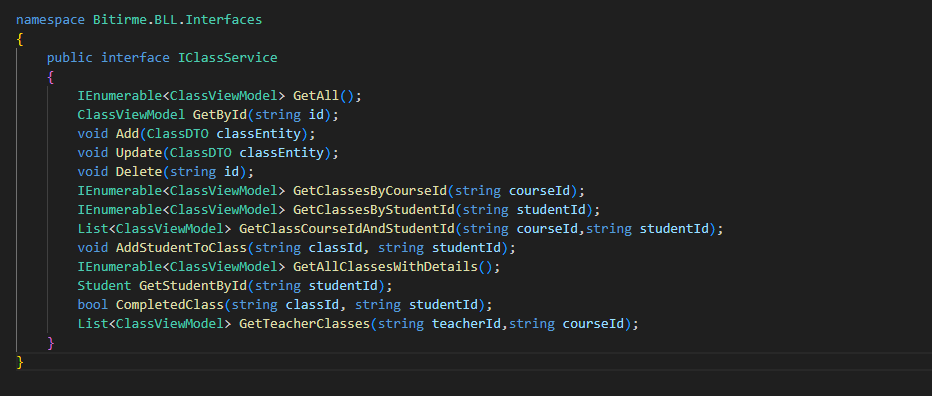 namespace Bitirme.BLL.Interfaces
{
public interface IClassService
{
IEnumerable<ClassViewModel> GetAll();
ClassViewModel GetById(string id);
void Add(ClassDTO classEntity);
void Update(ClassDTO classEntity);
void Delete(string id);
IEnumerable<ClassViewModel> GetClassesByCourseId(string courseId);
IEnumerable<ClassViewModel> GetClassesByStudentId(string studentId);
List<ClassViewModel> GetClassCourseIdAndStudentId(string courseId,string studentId);
void AddStudentToClass(string classId, string studentId);
IEnumerable<ClassViewModel> GetAllClassesWithDetails();
Student GetStudentById(string studentId);
bool CompletedClass(string classId, string studentId);
List<ClassViewModel> GetTeacherClasses(string teacherId,string courseId);
}
}